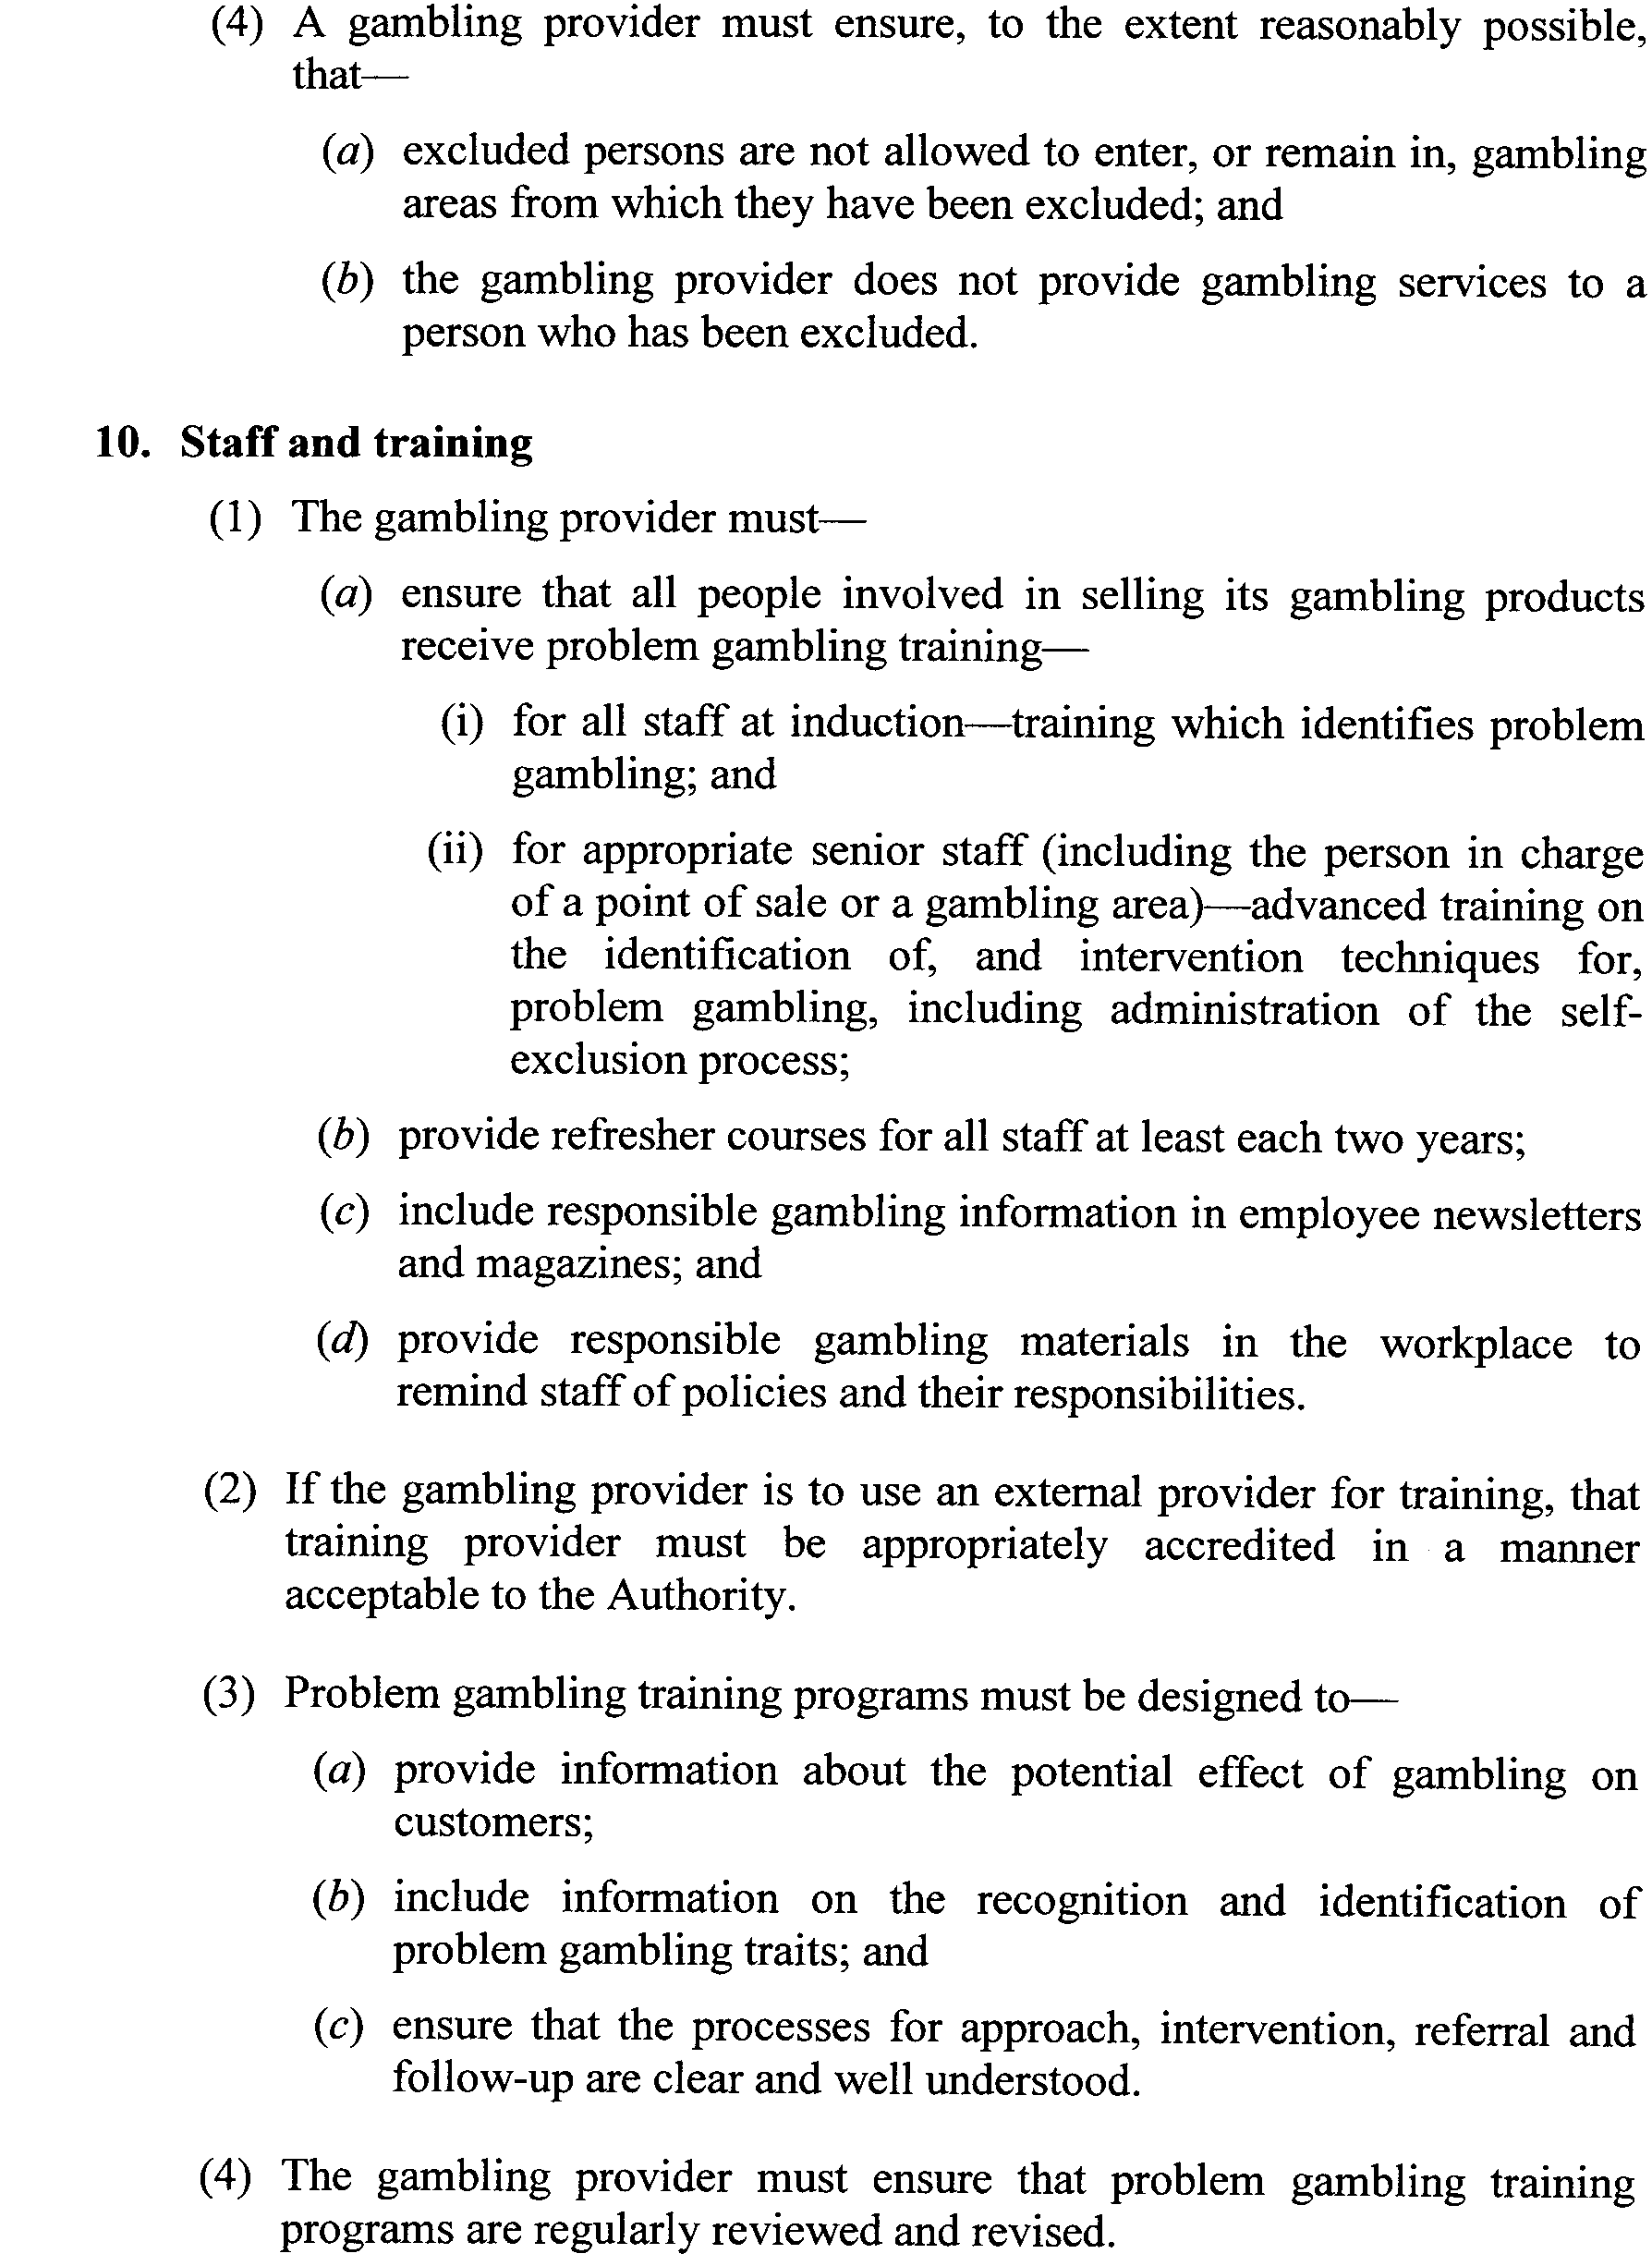 (4) A gambling provider must ensure, to the extent reasonably possible,
that—
(a) excluded persons are not allowed to enter, or remain in, gambling
areas from which they have been excluded; and
(b) the gambling provider does not provide gambling services to a
person who has been excluded.
10. Staff and training
(1) The gambling provider must—
(a) ensure that all people involved in selling its gambling products
receive problem gambling training—
(i) for all staff at induction—training which identifies problem
gambling; and
(ii) for appropriate senior staff (including the person in charge
of a point of sale or a gambling area)—advanced training on
the identification of, and intervention techniques for,
problem gambling, including administration of the self-
exclusion process;
(b) provide refresher courses for all staff at least each two years;
(c) include responsible gambling information in employee newsletters
and magazines; and
(d) provide responsible gambling materials in the workplace to
remind staff of policies and their responsibilities.
(2) If the gambling provider is to use an external provider for training, that
training provider must be appropriately accredited in a manner
acceptable to the Authority.
(3) Problem gambling training programs must be designed to—
(a) provide information about the potential effect of gambling on
customers;
(b) include information on the recognition and identification of
problem gambling traits; and
(c) ensure that the processes for approach, intervention, referral and
follow-up are clear and well understood.
(4) The gambling provider must ensure that problem gambling training
programs are regularly reviewed and revised.